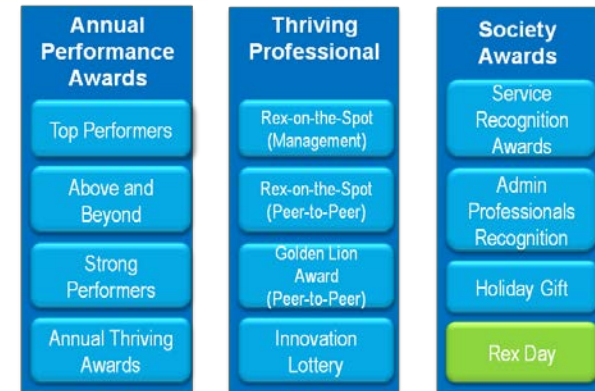 Annual
Performance
Awards
Top Performers
Above and
Beyond
Strong
Performers
Annual Thriving
Awards
Thriving
Professional
Rex-on-the-Spot
(Management)
Rex-on-the-Spot
(Peer-to-Peer)
Golden Lion
Award
(Peer-to-Peer)
Innovation
Lottery
Society
Awards
Service
Recognition
Awards
Admin
Professionals
Recognition
Holiday Gift
Rex Day